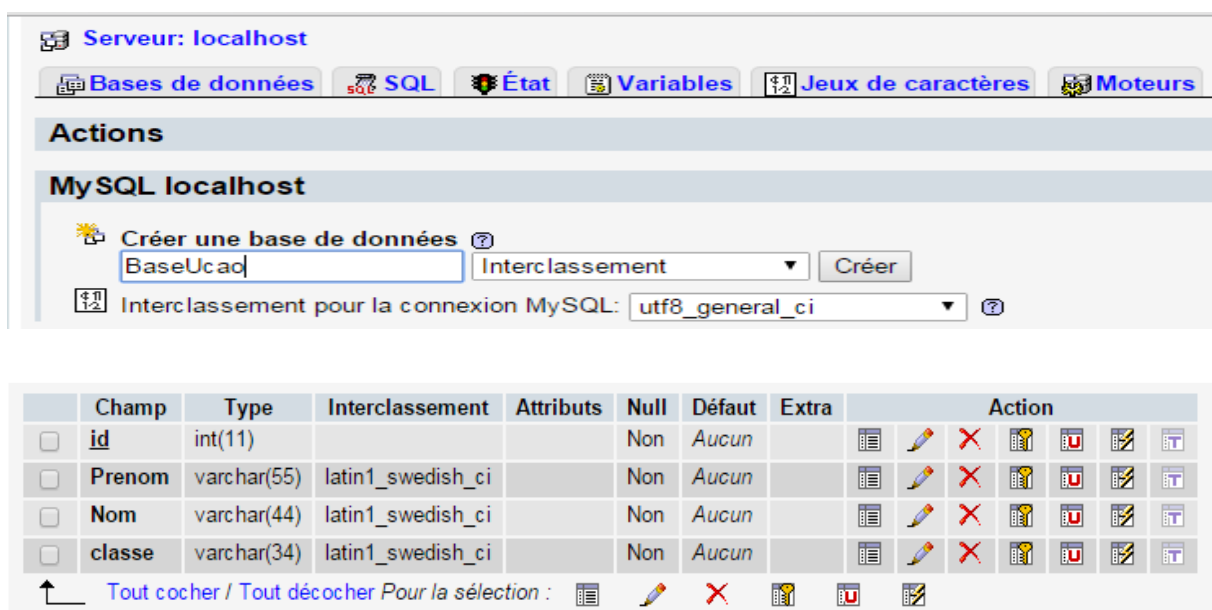 Serveur: localhost
Bases de données SQL État Variables Jeux de caractères Moteurs
Actions
MySQL localhost
Créer une base de données
BaseUcao Interclassement Créer
Interclassement pour la connexion MySQL: utf8_general_ci
Champ Type Interclassement Attributs Null Défaut Extra Action
id int(11) Non Aucun
Prenom varchar(55) latin1_swedish_ci Non Aucun
Nom varchar(44) latin1_swedish_ci Non Aucun
classe varchar(34) latin1_swedish_ci Non Aucun
Tout cocher / Tout décocher Pour la sélection :